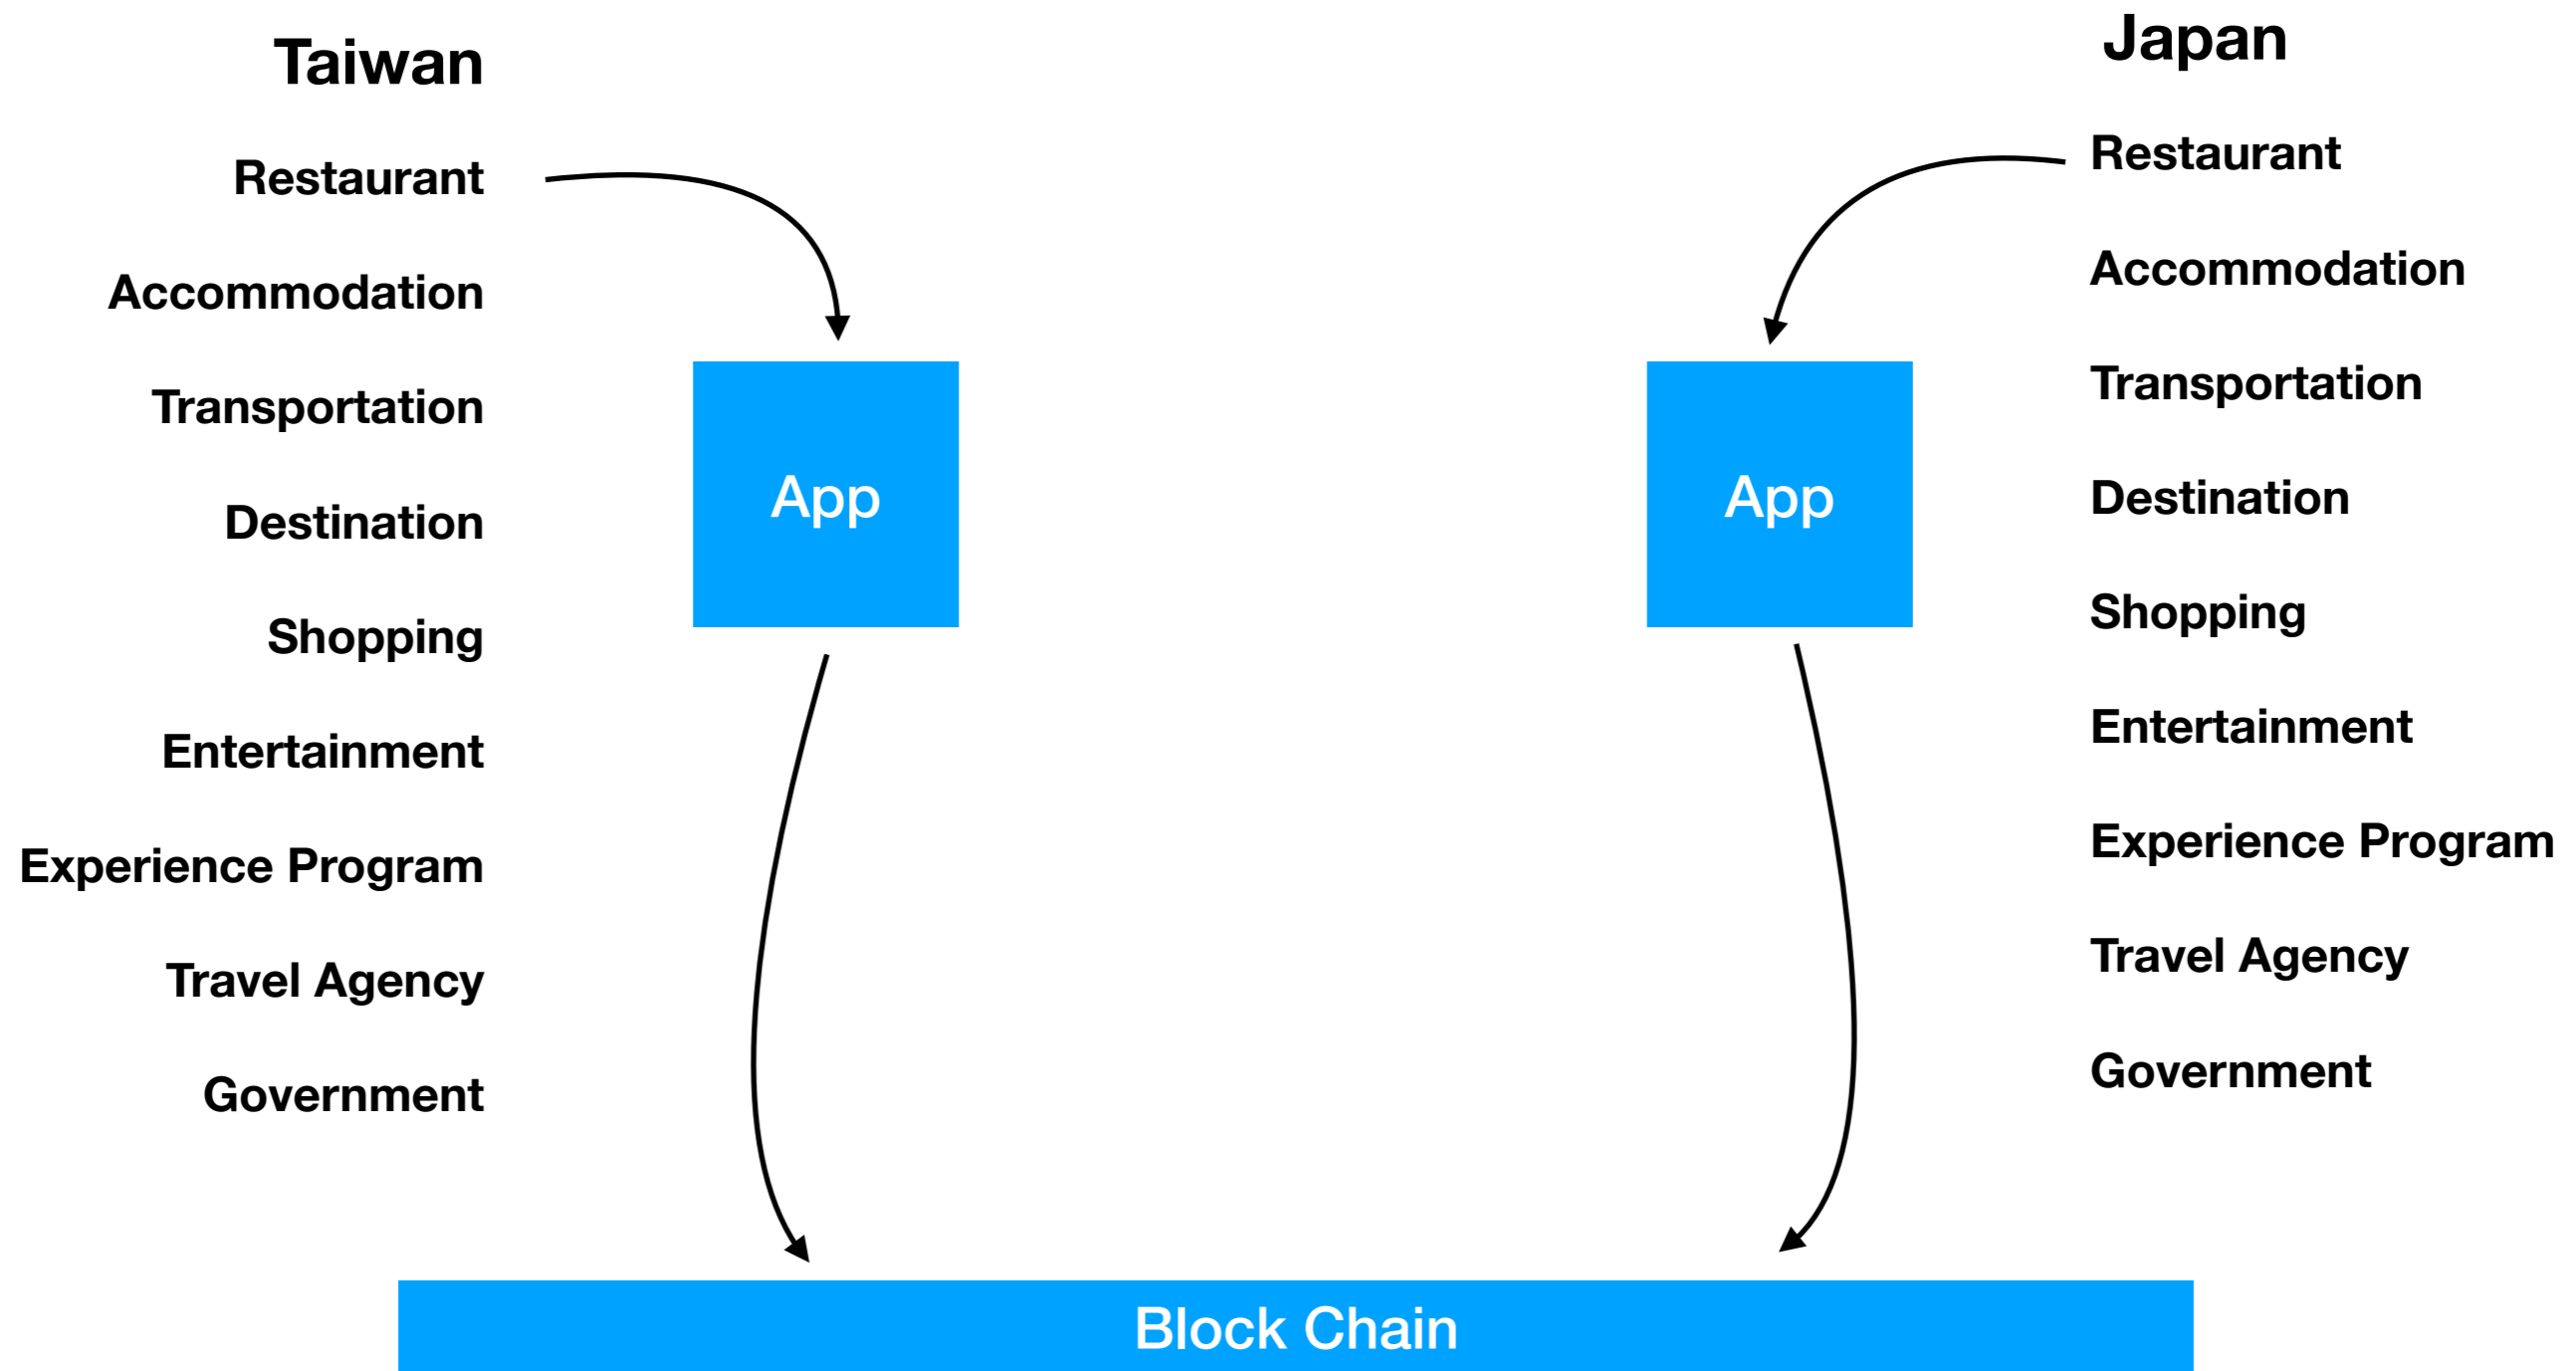 Taiwan
Restaurant
Accommodation
Transportation
Destination
Shopping
Entertainment
Experience Program
Travel Agency
Government
App
App
Japan
Restaurant
Accommodation
Transportation
Destination
Shopping
Entertainment
Experience Program
Travel Agency
Government
Block Chain